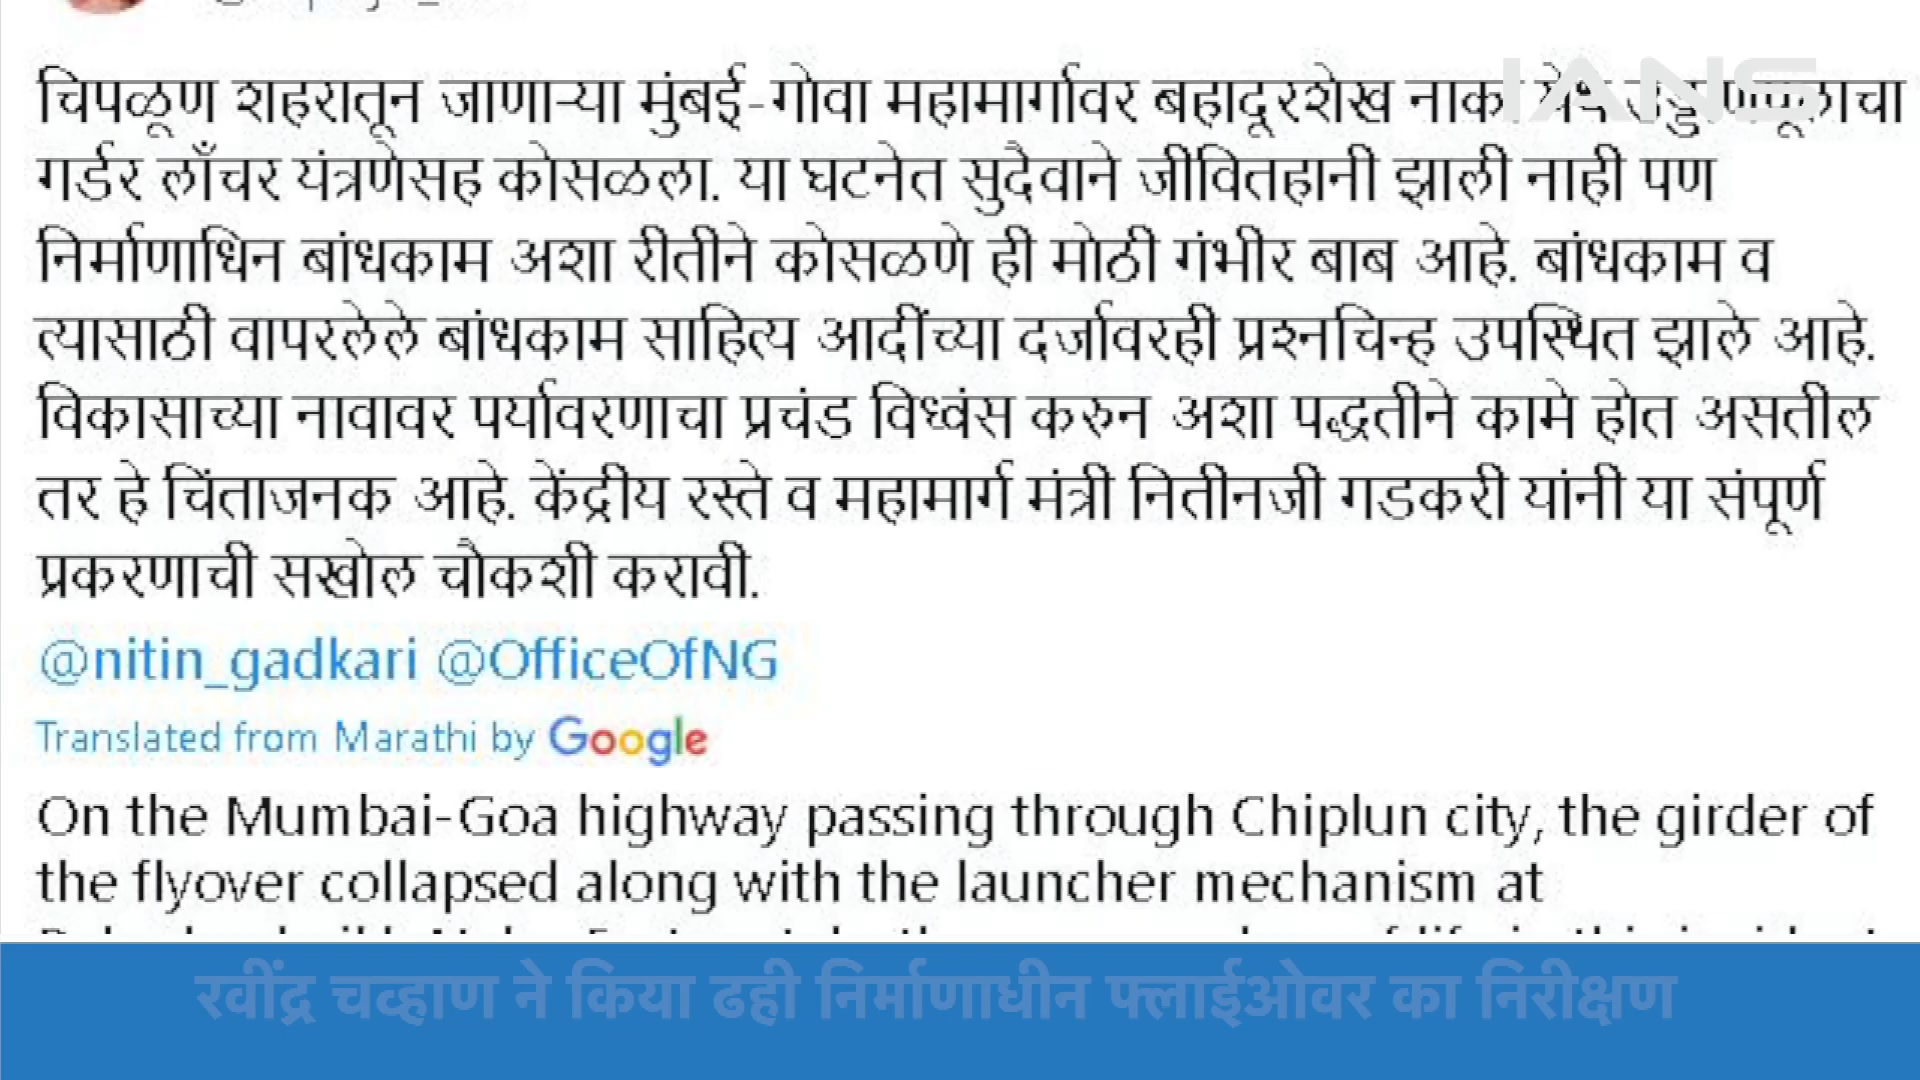 चिपळूण शहरातून जाणाऱ्या मुंबई-गोवा महामार्गावर बहादूरशेख नाका येथे उड्डाणपूलाचा
IANS
गर्डर लाँचर यंत्रणेसह कोसळला. या घटनेत सुदैवाने जीवितहानी झाली नाही पण
निर्माणाधिन बांधकाम अशा रीतीने कोसळणे ही मोठी गंभीर बाब आहे. बांधकाम व
त्यासाठी वापरलेले बांधकाम साहित्य आदींच्या दर्जावरही प्रश्नचिन्ह उपस्थित झाले आहे.
विकासाच्या नावावर पर्यावरणाचा प्रचंड विध्वंस करुन अशा पद्धतीने कामे होत असतील
तर हे चिंताजनक आहे. केंद्रीय रस्ते व महामार्ग मंत्री नितीनजी गडकरी यांनी या संपूर्ण
प्रकरणाची सखोल चौकशी करावी.
@nitin_gadkari @OfficeOfNG
Translated from Marathi by Google
On the Mumbai-Goa highway passing through Chiplun city, the girder of
the flyover collapsed along with the launcher mechanism at
रवींद्र चव्हाण ने किया ढही निर्माणाधीन फ्लाईओवर का निरीक्षण